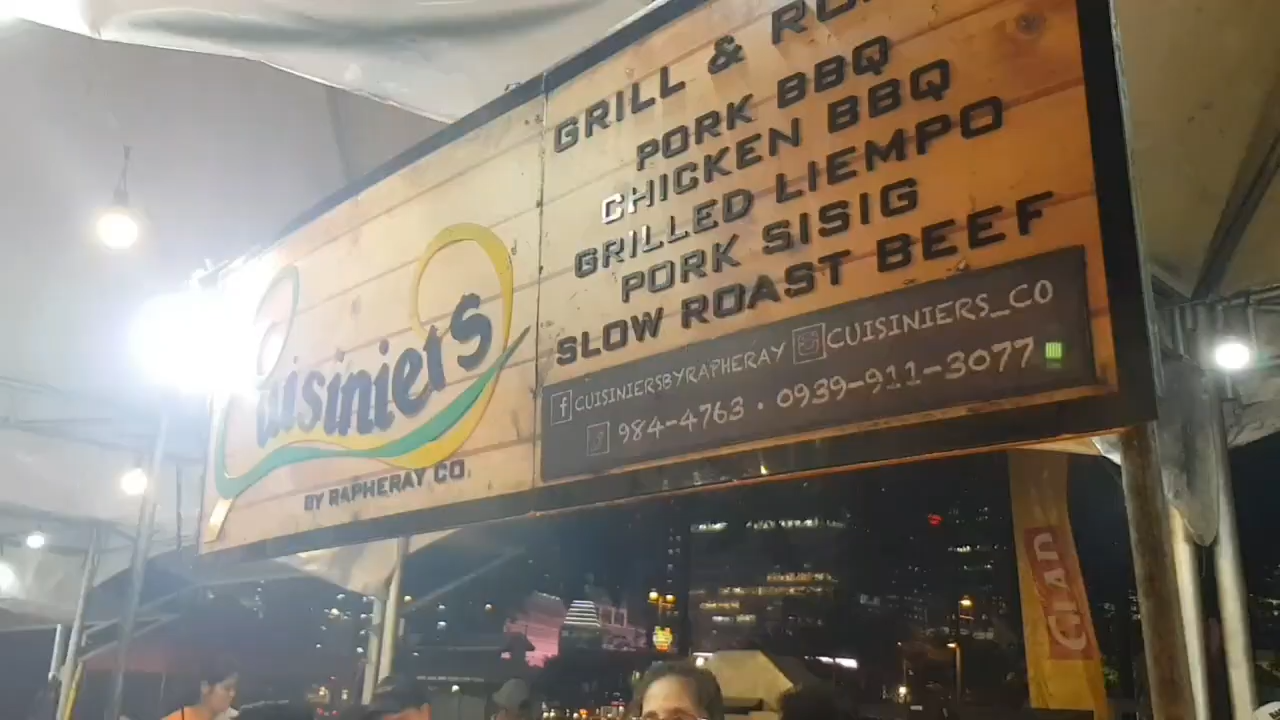 Cuisiniers
BY RAPHERAY CO.
GRILL &
PORK BBQ
CHICKEN BBQ
GRILLED LIEMPO
PORK SISIG
SLOW ROAST BEEF
CUISINIERSBYRAPHERAY CUISINIERS_CO
984-4763 . 0939-911-3077
Clan